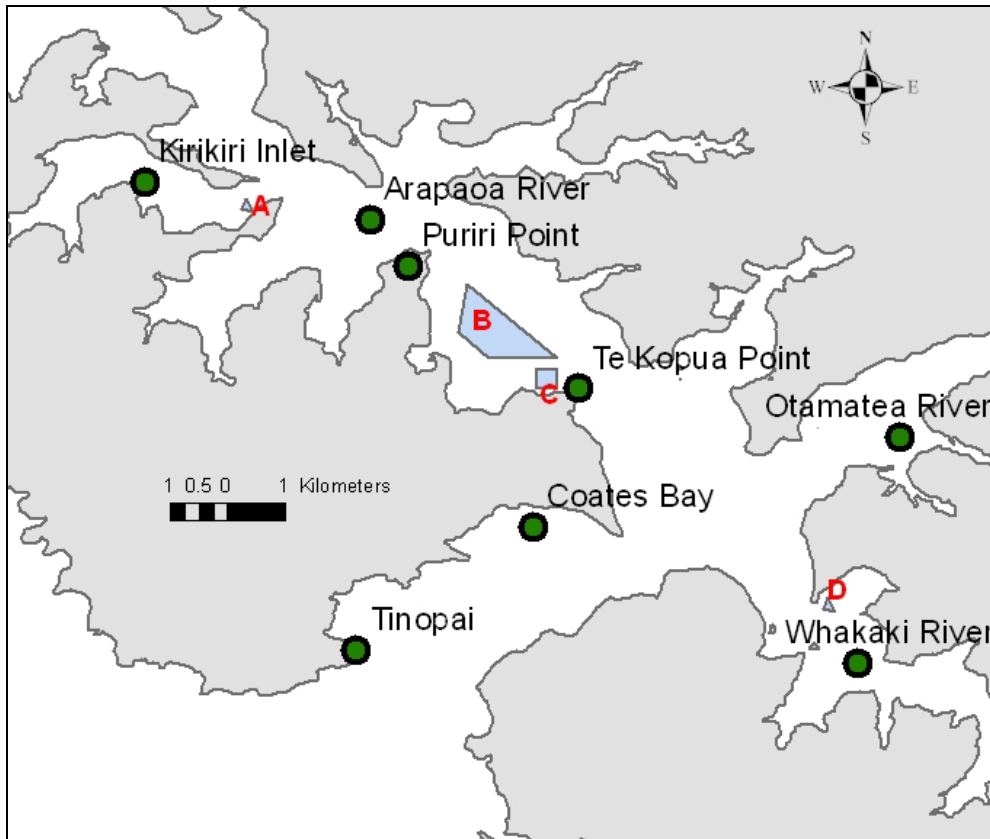 N
W E
S
Kirikiri Inlet
A
Arapaoa River
Puriri Point
B
Te Kopua Point
C
Otamatea River
1 0.5 0 1 Kilometers
Coates Bay
D
Tinopai
Whakaki River